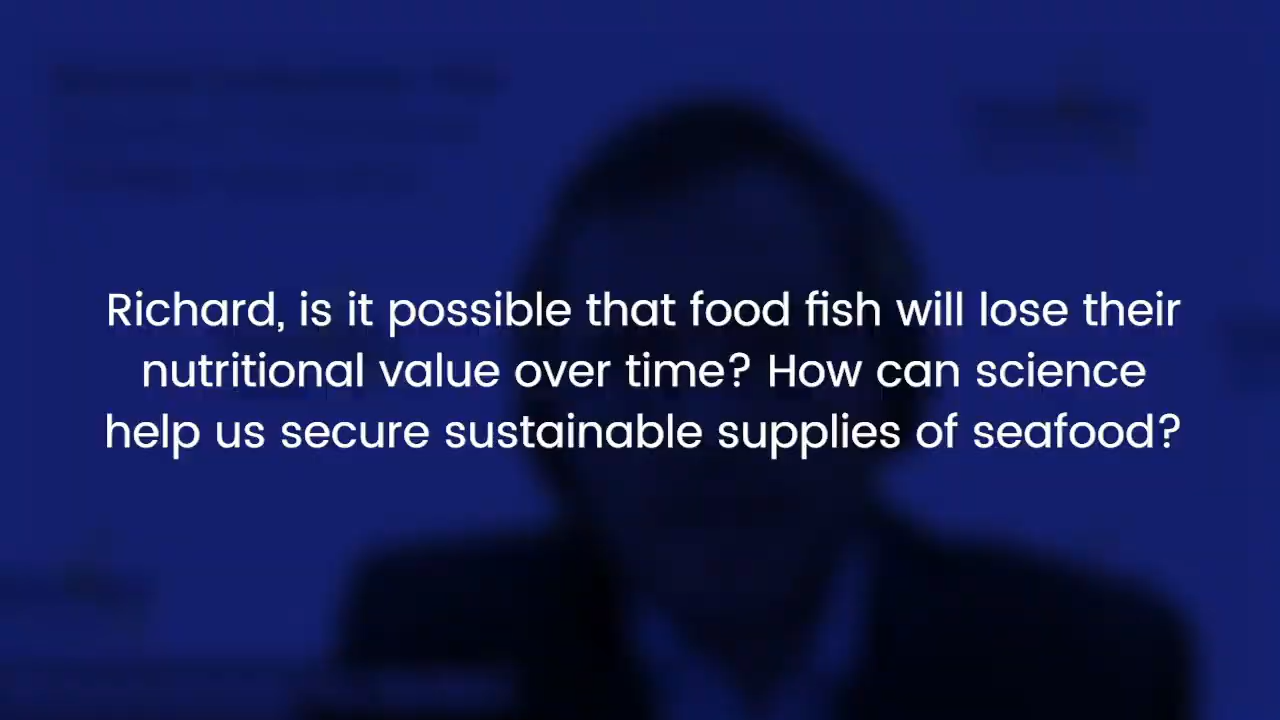 Richard, is it possible that food fish will lose their
nutritional value over time? How can science
help us secure sustainable supplies of seafood?